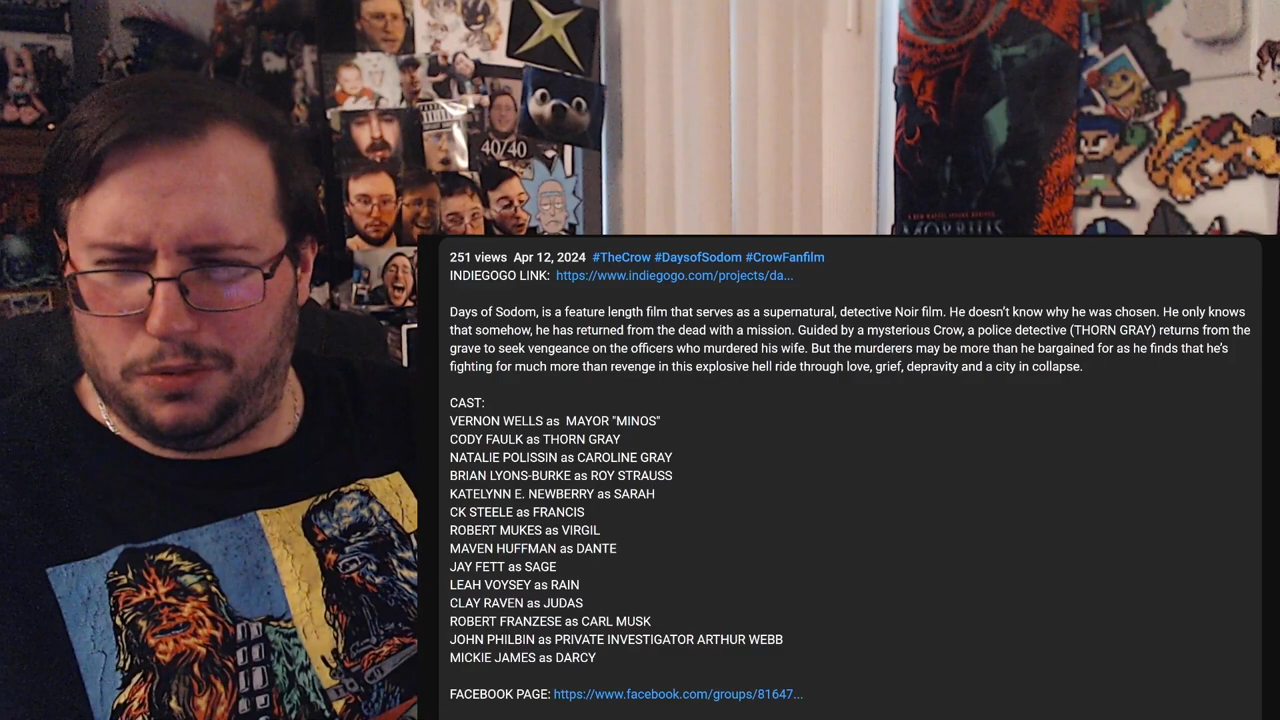 40/40
MORBIUS
251 views Apr 12, 2024 #TheCrow #DaysofSodom #CrowFanfilm
INDIEGOGO LINK: https://www.indiegogo.com/projects/da...
Days of Sodom, is a feature length film that serves as a supernatural, detective Noir film. He doesn't know why he was chosen. He only knows
that somehow, he has returned from the dead with a mission. Guided by a mysterious Crow, a police detective (THORN GRAY) returns from the
grave to seek vengeance on the officers who murdered his wife. But the murderers may be more than he bargained for as he finds that he's
fighting for much more than revenge in this explosive hell ride through love, grief, depravity and a city in collapse.
CAST:
VERNON WELLS as MAYOR "MINOS"
CODY FAULK as THORN GRAY
NATALIE POLISSIN as CAROLINE GRAY
BRIAN LYONS-BURKE as ROY STRAUSS
KATELYNN E. NEWBERRY as SARAH
CK STEELE as FRANCIS
ROBERT MUKES as VIRGIL
MAVEN HUFFMAN as DANTE
JAY FETT as SAGE
LEAH VOYSEY as RAIN
CLAY RAVEN as JUDAS
ROBERT FRANZESE as CARL MUSK
JOHN PHILBIN as PRIVATE INVESTIGATOR ARTHUR WEBB
MICKIE JAMES as DARCY
FACEBOOK PAGE: https://www.facebook.com/groups/81647...